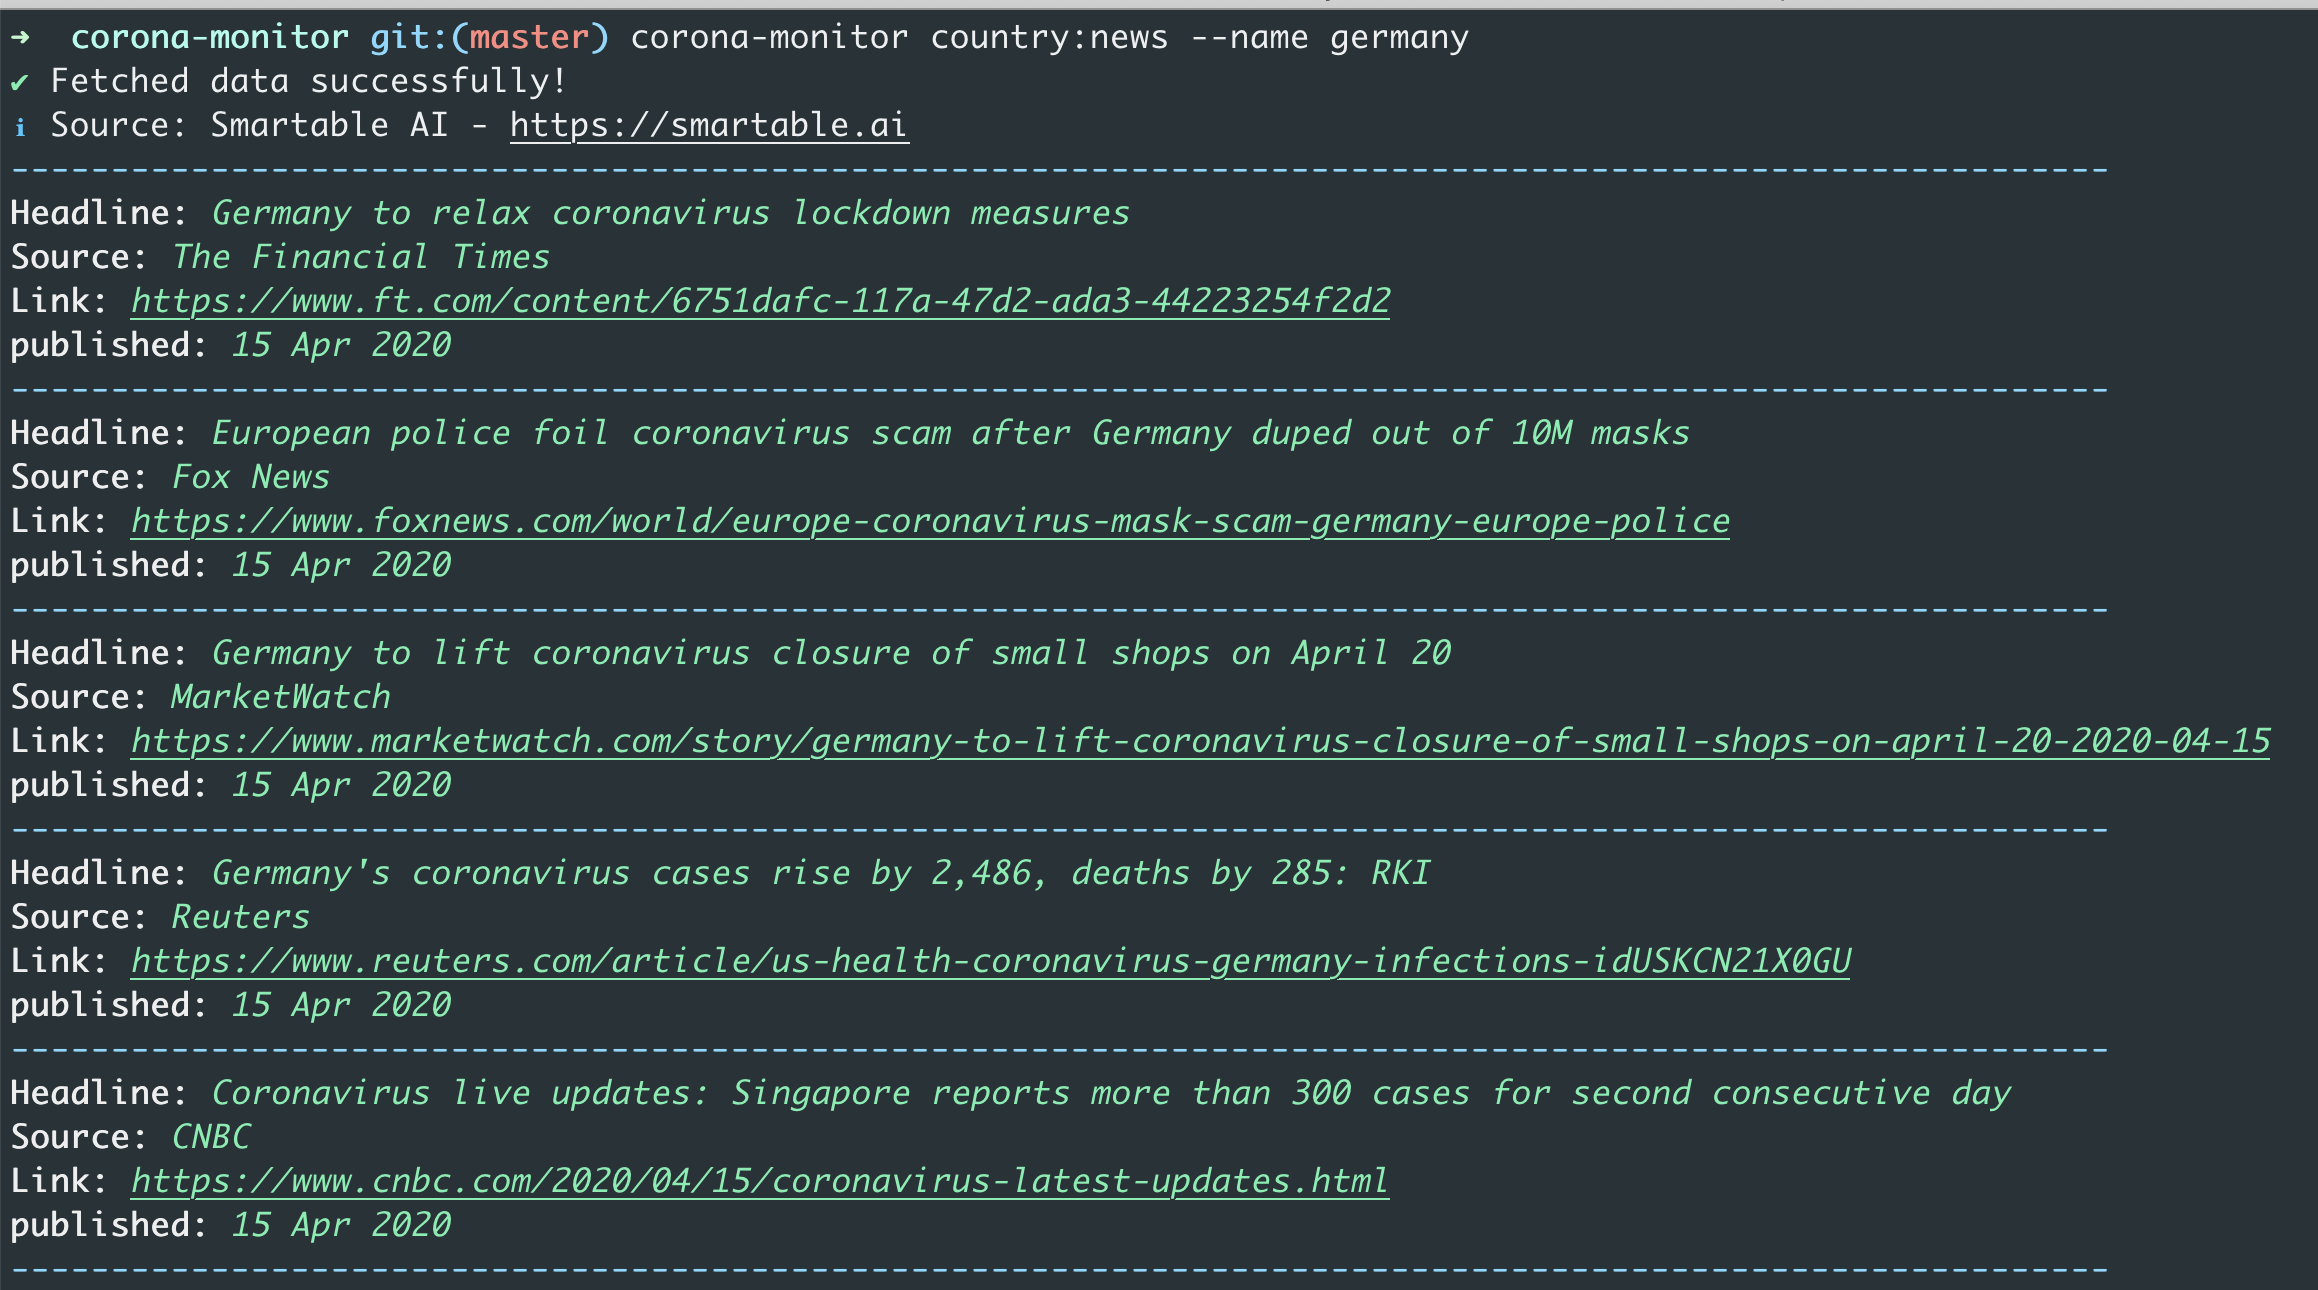 ➜  corona-monitor git:(master) corona-monitor country:news --name germany
✔ Fetched data successfully!
ℹ Source: Smartable AI - https://smartable.ai
---------------------------------------------------------------------------------------------------------
Headline: Germany to relax coronavirus lockdown measures
Source: The Financial Times
Link: https://www.ft.com/content/6751dafc-117a-47d2-ada3-44223254f2d2
published: 15 Apr 2020
---------------------------------------------------------------------------------------------------------
Headline: European police foil coronavirus scam after Germany duped out of 10M masks
Source: Fox News
Link: https://www.foxnews.com/world/europe-coronavirus-mask-scam-germany-europe-police
published: 15 Apr 2020
---------------------------------------------------------------------------------------------------------
Headline: Germany to lift coronavirus closure of small shops on April 20
Source: MarketWatch
Link: https://www.marketwatch.com/story/germany-to-lift-coronavirus-closure-of-small-shops-on-april-20-2020-04-15
published: 15 Apr 2020
---------------------------------------------------------------------------------------------------------
Headline: Germany's coronavirus cases rise by 2,486, deaths by 285: RKI
Source: Reuters
Link: https://www.reuters.com/article/us-health-coronavirus-germany-infections-idUSKCN21X0GU
published: 15 Apr 2020
---------------------------------------------------------------------------------------------------------
Headline: Coronavirus live updates: Singapore reports more than 300 cases for second consecutive day
Source: CNBC
Link: https://www.cnbc.com/2020/04/15/coronavirus-latest-updates.html
published: 15 Apr 2020
---------------------------------------------------------------------------------------------------------